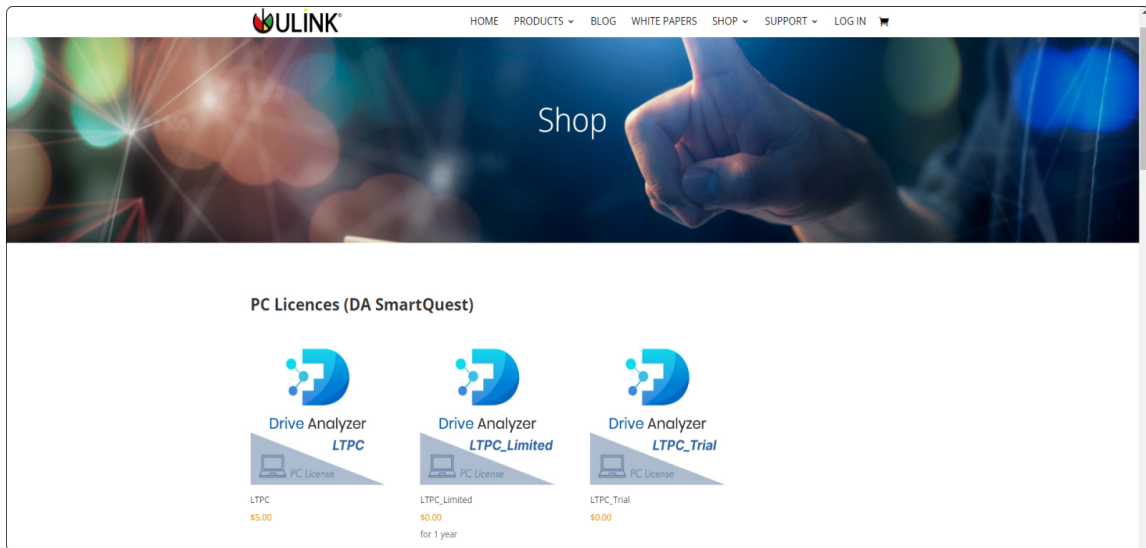 ULINK®
HOME PRODUCTS BLOG WHITE PAPERS SHOP SUPPORT LOG IN
Shop
PC Licences (DA SmartQuest)
Drive Analyzer Drive Analyzer Drive Analyzer
LTPC LTPC_Limited LTPC_Trial
PC License PC License PC License
LTPC LTPC_Limited LTPC_Trial
$5.00 $0.00 $0.00
for 1 year